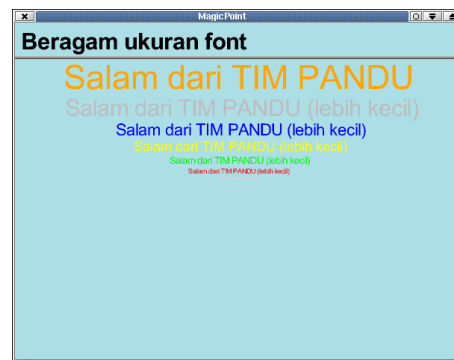 MagicPoint
Beragam ukuran font
Salam dari TIM PANDU
Salam dari TIM PANDU (lebih kecil)
Salam dari TIM PANDU (lebih kecil)
Salam dari TIM PANDU (lebih kecil)
Salam dari TIM PANDU (lebih kecil)
Salam dari TIM PANDU (lebih kecil)